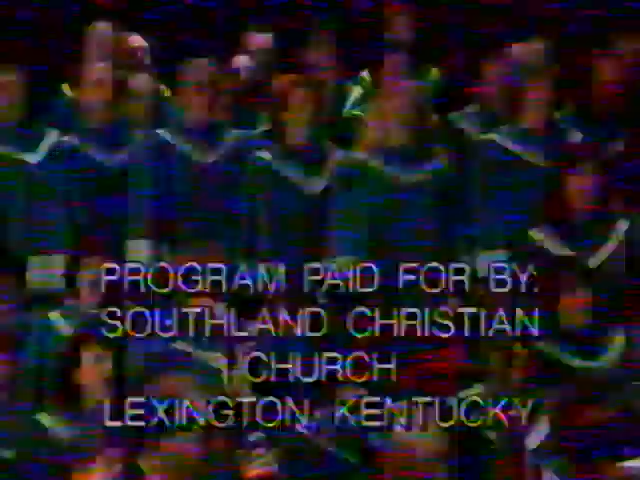 PROGRAM PAID FOR BY:
SOUTHLAND CHRISTIAN
CHURCH
LEXINGTON, KENTUCKY